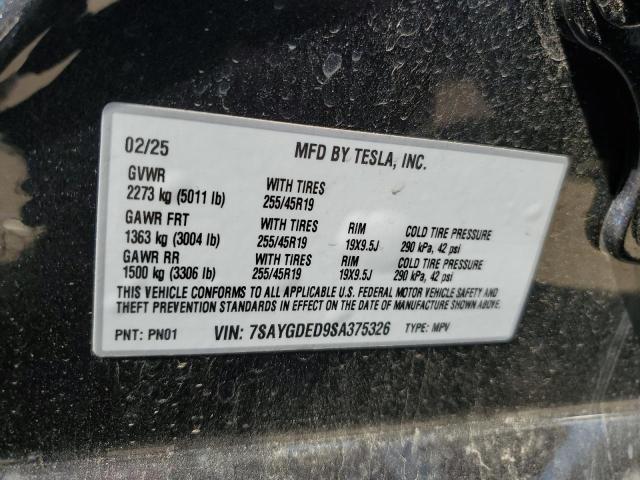 02/25 MFD BY TESLA, INC.
GVWR
2273 kg (5011 lb) WITH TIRES 255/45R19
GAWR FRT WITH TIRES RIM COLD TIRE PRESSURE
1363 kg (3004 lb) 255/45R19 19X9.5J 290 kPa, 42 psi
GAWR RR WITH TIRES RIM COLD TIRE PRESSURE
1500 kg (3306 lb) 255/45R19 19X9.5J 290 kPa, 42 psi
THIS VEHICLE CONFORMS TO ALL APPLICABLE U.S. FEDERAL MOTOR VEHICLE SAFETY AND
THEFT PREVENTION STANDARDS IN EFFECT ON THE DATE OF MANUFACTURE SHOWN ABOVE.
PNT: PN01 VIN: 7SAYGDED9SA375326 TYPE: MPV